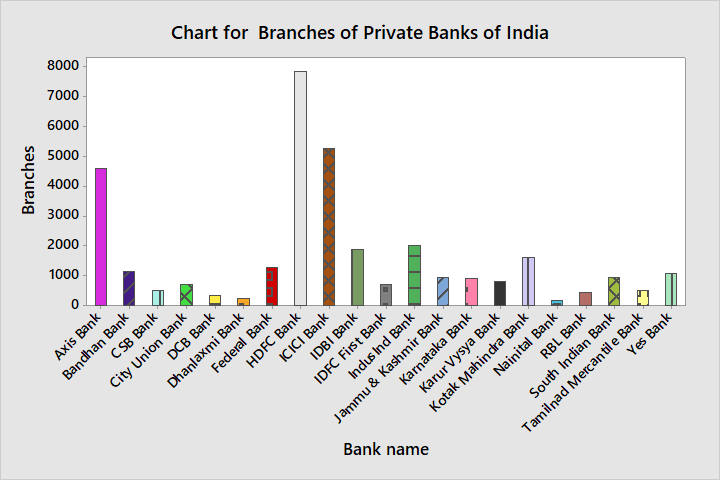 Chart for  Branches of Private Banks of India
8000
7000
6000
5000
4000
3000
2000
1000
0
Branches
Axis Bank
Bandhan Bank
CSB Bank
City Union Bank
DCB Bank
Dhanlaxmi Bank
Federal Bank
HDFC Bank
ICICI Bank
IDBI Bank
IDFC First Bank
IndusInd Bank
Jammu & Kashmir Bank
Karnataka Bank
Karur Vysya Bank
Kotak Mahindra Bank
Nainital Bank
RBL Bank
South Indian Bank
Tamilnad Mercantile Bank
Yes Bank
Bank name